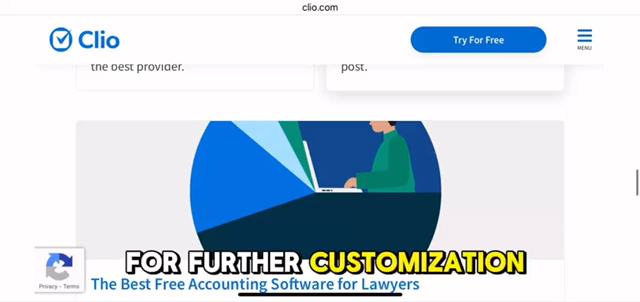 clio.com
Clio
Try For Free
MENU
the best provider.
post.
FOR FURTHER CUSTOMIZATION
Privacy - Terms
The Best Free Accounting Software for Lawyers